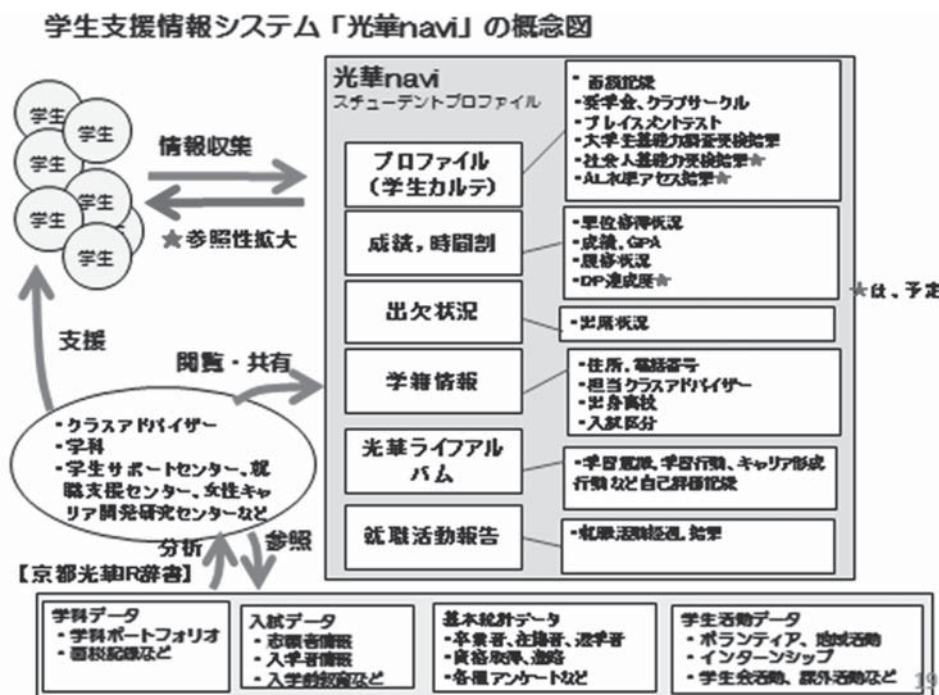 学生支援情報システム「光華navi」の概念図
学生
学生
学生
学生
学生
学生
情報収集
★参照性拡大
支援
閲覧・共有
・クラスアドバイザー
・学科
・学生サポートセンター、就
職支援センター、女性キャ
リア開発研究センターなど
分析
参照
光華navi
スチューデントプロファイル
プロファイル
(学生カルテ)
・面談記録
・奨学会、クラブサークル
・プレイスメントテスト
・大学生基礎力調査受検結果
・社会人基礎力受検結果★
・AL水準アセス結果★
成績,時間割
・単位修得状況
・成績、GPA
・履修状況
・DP達成度★
★は、予定
出欠状況
・出席状況
学籍情報
・住所、電話番号
・担当クラスアドバイザー
・出身高校
・入試区分
光華ライフアル
バム
・学習意識、学習行動、キャリア形成
行動など自己評価記録
就職活動報告
・就職活動経過、結果
【京都光華IR辞書】
学科データ
・学科ポートフォリオ
・面談記録など
入試データ
・志願者情報
・入学者情報
・入学前教育など
基本統計データ
・卒業者、在籍者、退学者
・資格取得、進路
・各種アンケートなど
学生活動データ
・ボランティア、地域活動
・インターンシップ
・学生会活動、課外活動など
19